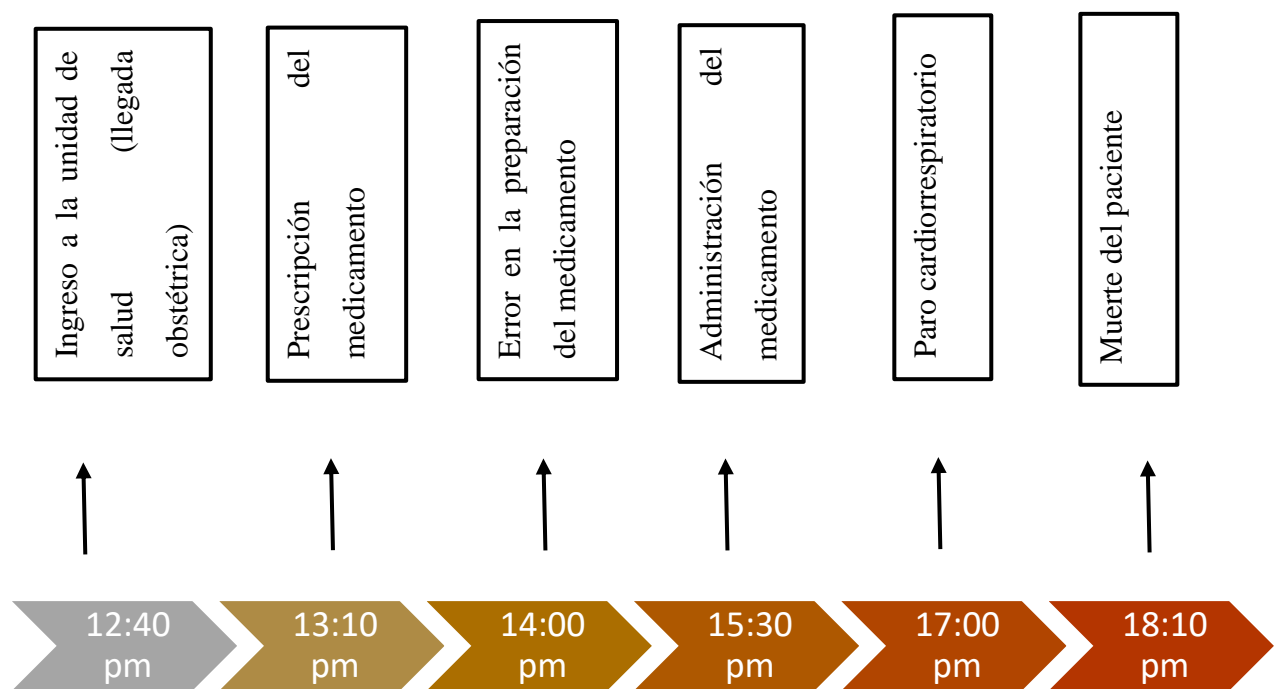 Ingreso a la unidad de
salud (llegada
obstétrica)
Prescripción del
medicamento
Error en la preparación
del medicamento
Administración del
medicamento
Paro cardiorrespiratorio
Muerte del paciente
12:40
pm
13:10
pm
14:00
pm
15:30
pm
17:00
pm
18:10
pm